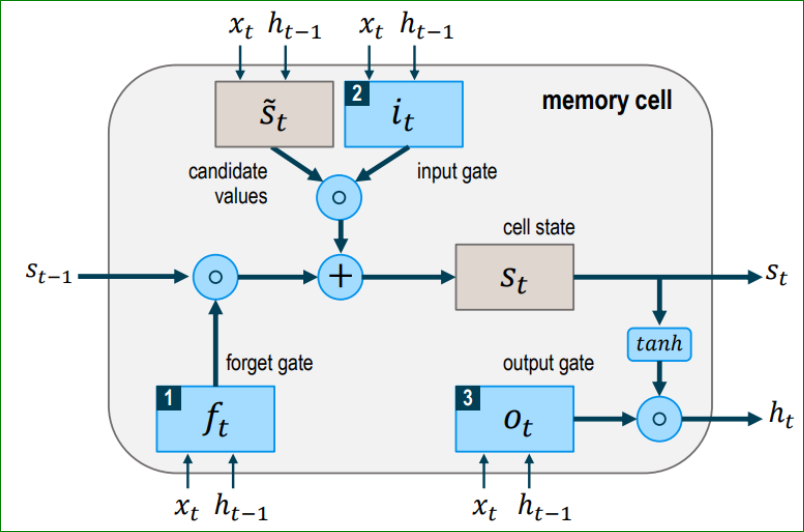 x_t h_{t−1} x_t h_{t−1}
memory cell
s̃_t
2
i_t
candidate
values
input gate
∘
cell state
s_{t−1}
∘
+
s_t
s_t
tanh
forget gate
output gate
1
f_t
3
o_t
∘
h_t
x_t h_{t−1}
x_t h_{t−1}